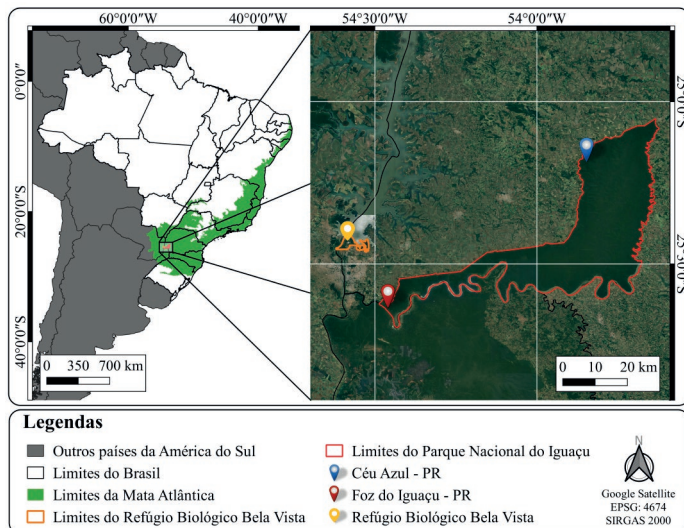 60°0'0"W 40°0'0"W 54°30'0"W 54°0'0"W
0°0'0"
20°0'0"S
40°0'0"S
25°0'0"S
25°30'0"S
0 350 700 km
0 10 20 km
Legendas
Outros países da América do Sul
Limites do Brasil
Limites da Mata Atlântica
Limites do Refúgio Biológico Bela Vista
Limites do Parque Nacional do Iguaçu
Céu Azul - PR
Foz do Iguaçu - PR
Refúgio Biológico Bela Vista
N
Google Satellite
EPSG: 4674
SIRGAS 2000